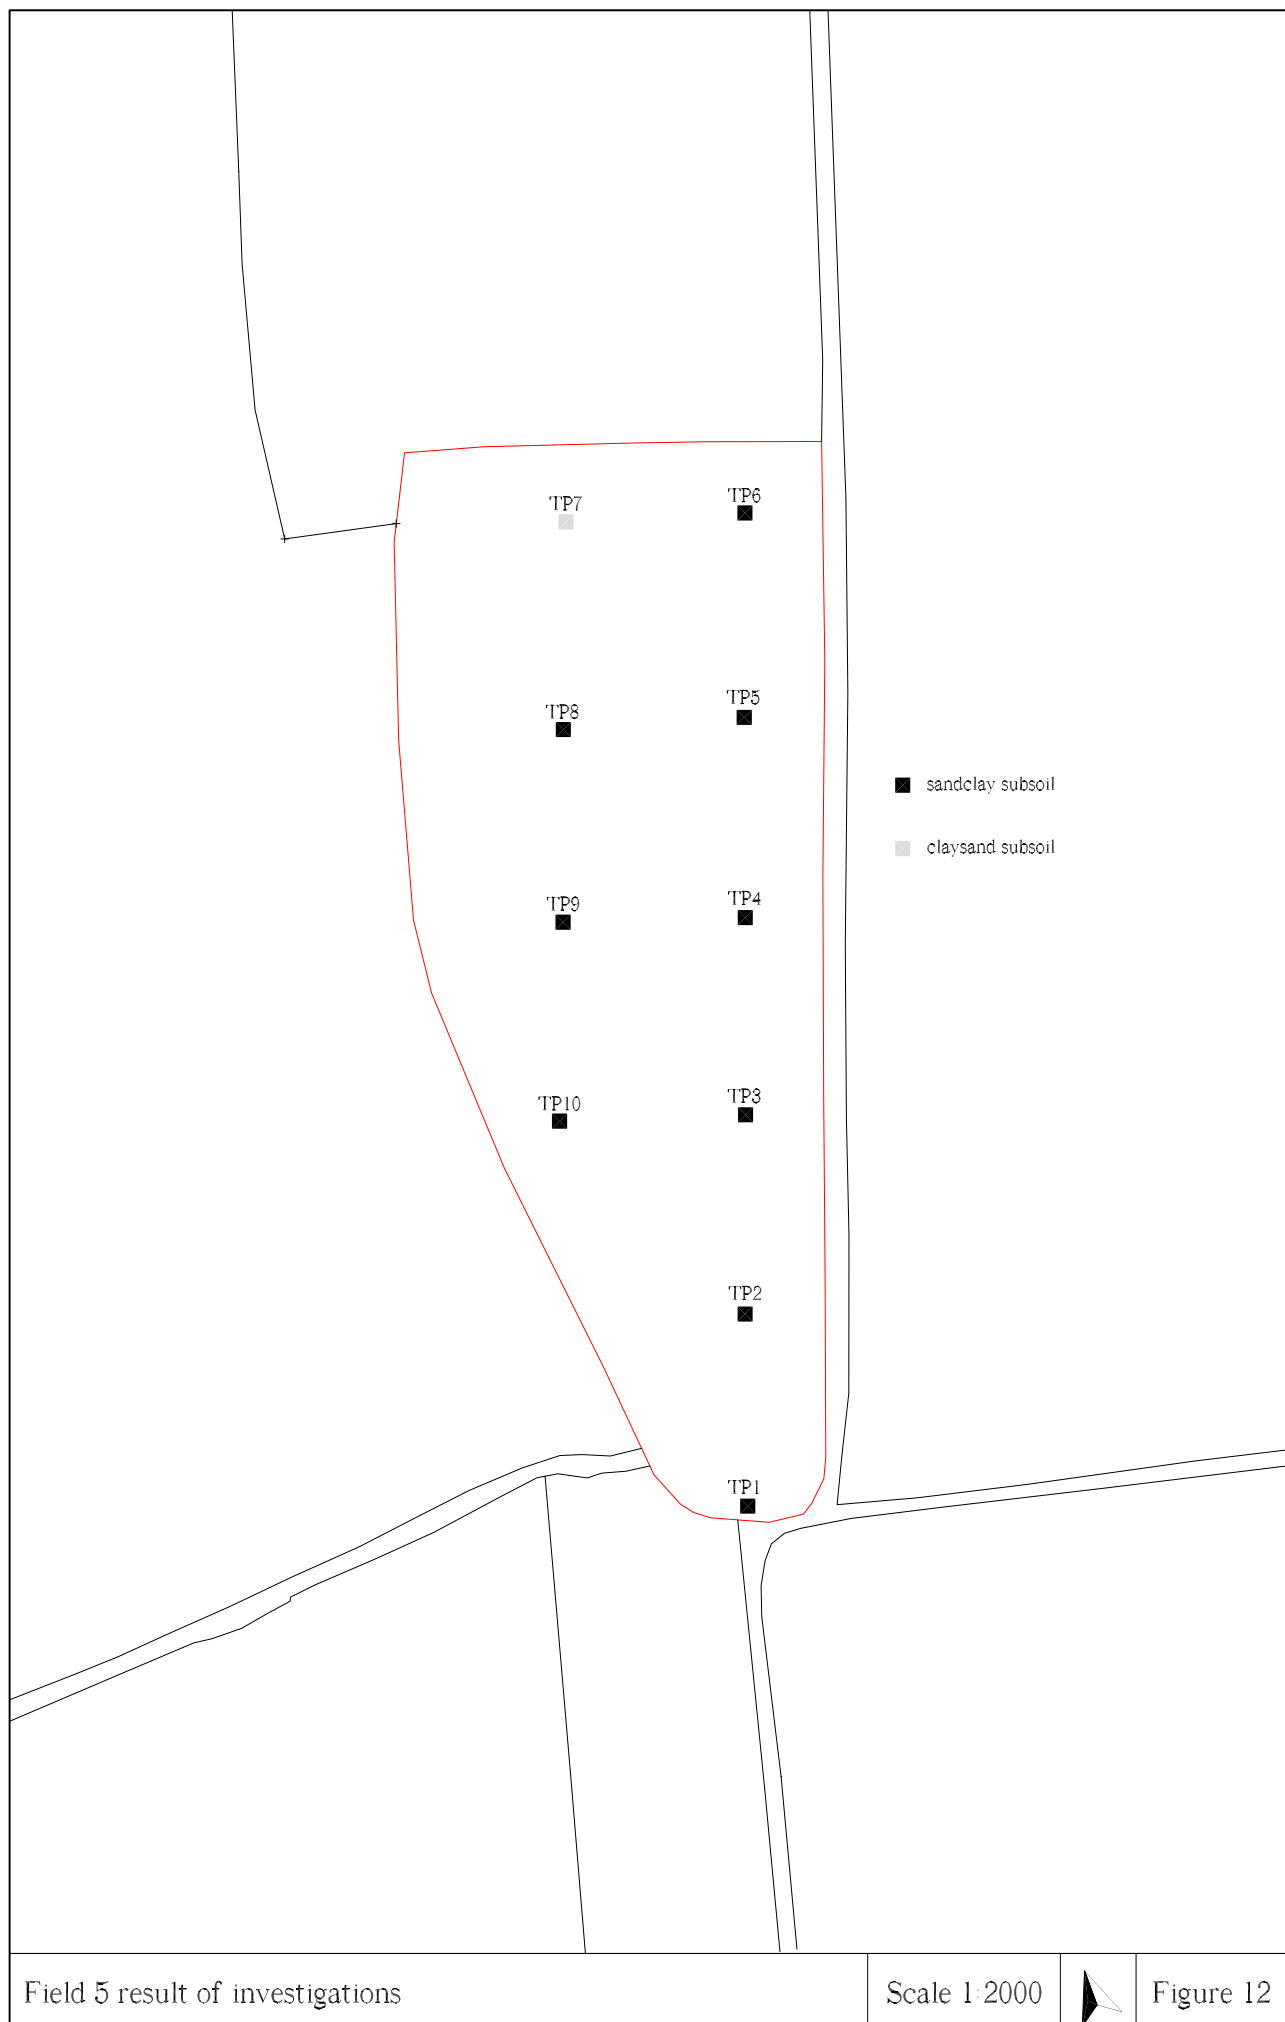 TP7
TP6
TP8
TP5
sandclay subsoil
claysand subsoil
TP9
TP4
TP10
TP3
TP2
TP1
Field 5 result of investigations
Scale 1:2000
Figure 12